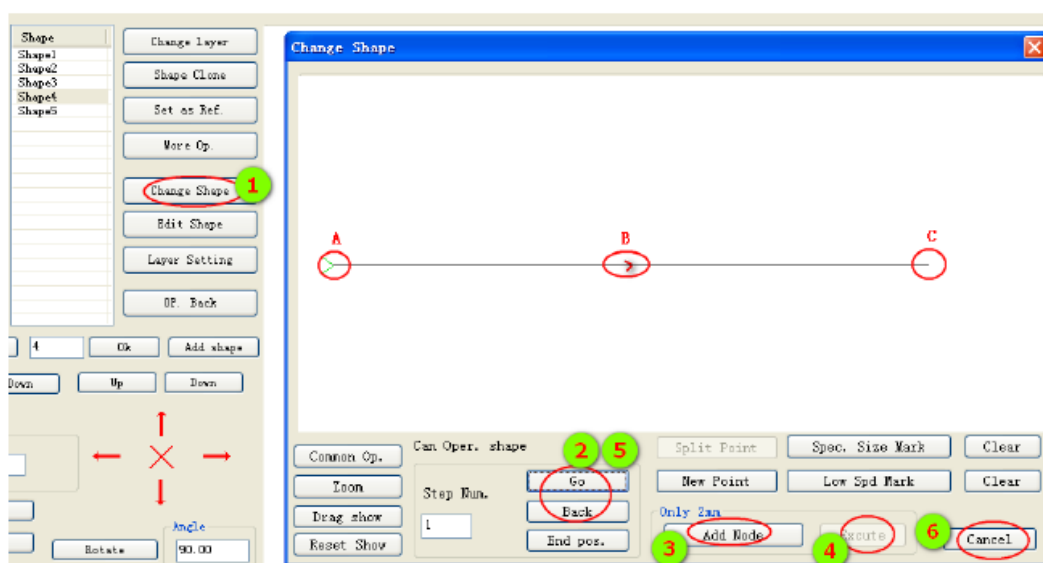 Shape
Shape1
Shape2
Shape3
Shape4
Shape5
Change Layer
Shape Clone
Set as Ref.
More Op.
Change Shape 1
Edit Shape
Layer Setting
OP. Back
4 Ok Add shape
Down Up Down
Angle
Rotate 90.00
Change Shape
A B C
Common Op.
Zoom
Drag show
Reset Show
Can Oper. shape
Step Num.
1
2 5
Go
Back
End pos.
Split Point Spec. Size Mark Clear
New Point Low Spd Mark Clear
Only 2mm
3 Add Node 4 Excute 6 Cancel